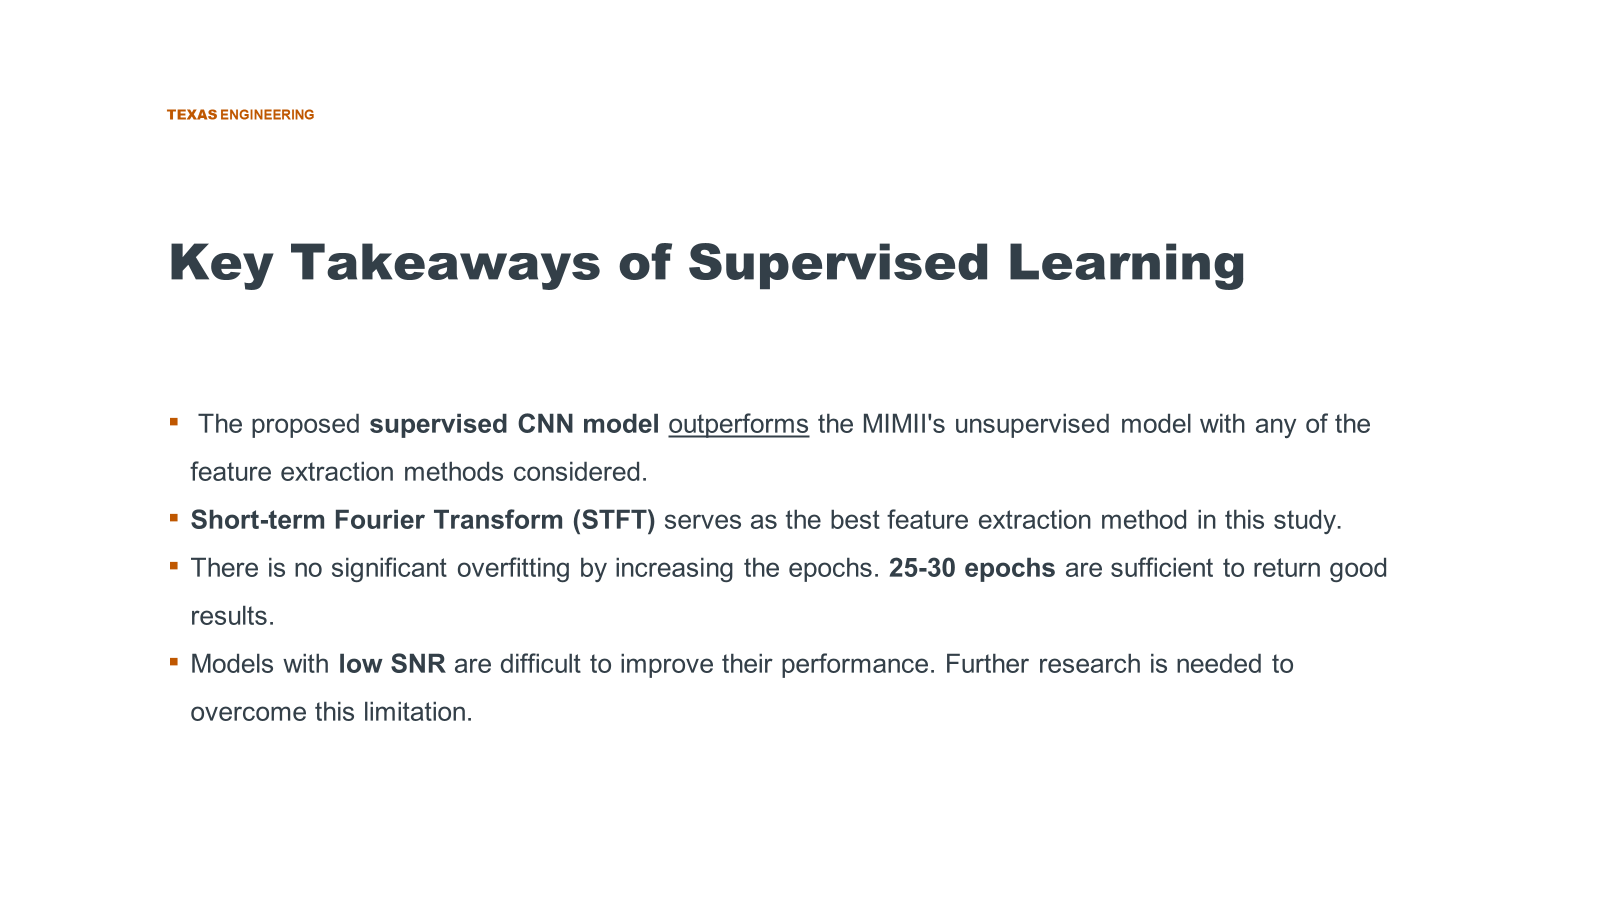 TEXAS ENGINEERING
Key Takeaways of Supervised Learning
▪ The proposed supervised CNN model outperforms the MIMII's unsupervised model with any of the
feature extraction methods considered.
▪ Short-term Fourier Transform (STFT) serves as the best feature extraction method in this study.
▪ There is no significant overfitting by increasing the epochs. 25-30 epochs are sufficient to return good
results.
▪ Models with low SNR are difficult to improve their performance. Further research is needed to
overcome this limitation.